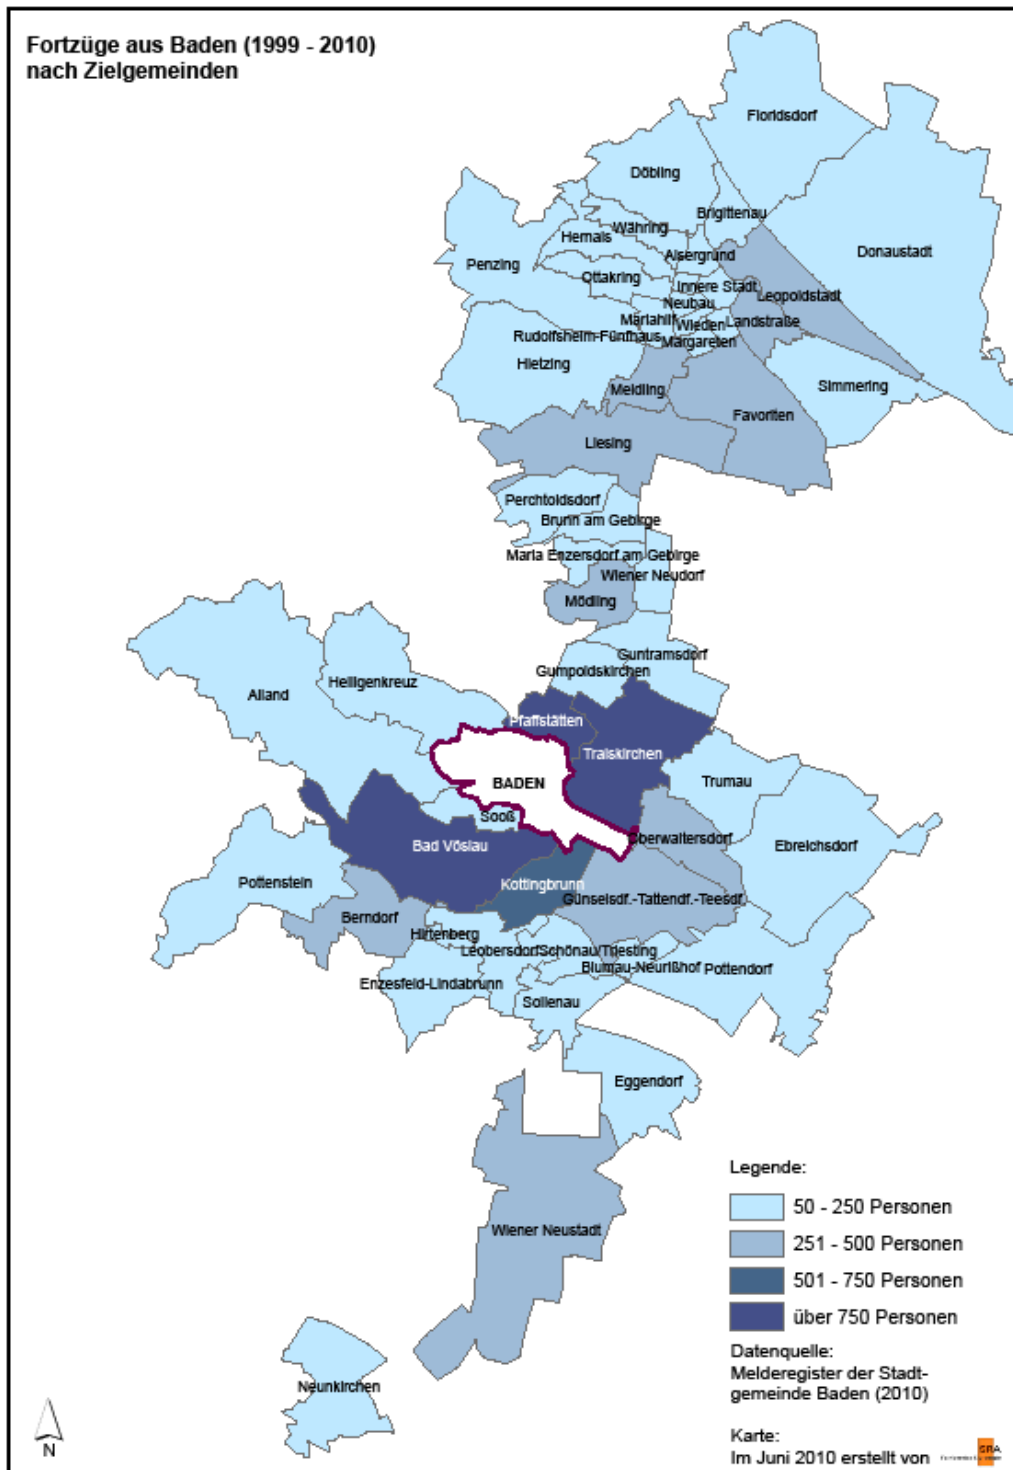 Fortzüge aus Baden (1999 - 2010)
nach Zielgemeinden
Floridsdorf
Döbling
Brigittenau
Währing
Hernals
Donaustadt
Alsergrund
Penzing
Ottakring
Innere Stadt
Leopoldstadt
Neubau
Mariahilf
Wieden
Landstraße
Rudolfsheim-Fünfhaus
Margareten
Hietzing
Simmering
Meidling
Favoriten
Liesing
Perchtoldsdorf
Brunn am Gebirge
Maria Enzersdorf am Gebirge
Wiener Neudorf
Mödling
Guntramsdorf
Gumpoldskirchen
Heiligenkreuz
Alland
Pfaffstätten
Traiskirchen
BADEN
Trumau
Sooß
Oberwaltersdorf
Bad Vöslau
Ebreichsdorf
Kottingbrunn
Pottenstein
Günselsdf.-Tattendf.-Teesdf.
Berndorf
Hirtenberg
Leobersdorf
Schönau/Triesting
Blumau-Neurißhof
Pottendorf
Enzesfeld-Lindabrunn
Sollenau
Eggendorf
Wiener Neustadt
Neunkirchen
Legende:
50 - 250 Personen
251 - 500 Personen
501 - 750 Personen
über 750 Personen
Datenquelle:
Melderegister der Stadt-
gemeinde Baden (2010)
Karte:
Im Juni 2010 erstellt von
SRA
N